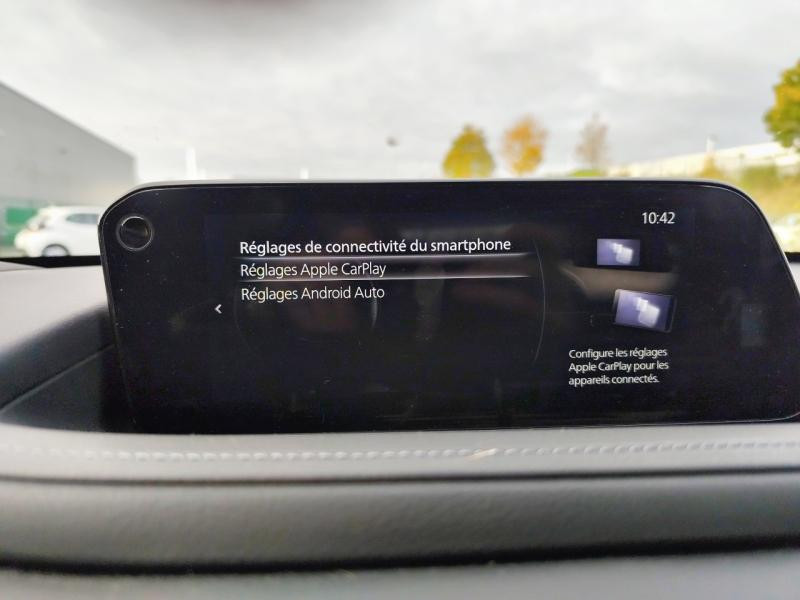 10:42
Réglages de connectivité du smartphone
Réglages Apple CarPlay
Réglages Android Auto
Configure les réglages
Apple CarPlay pour les
appareils connectés.